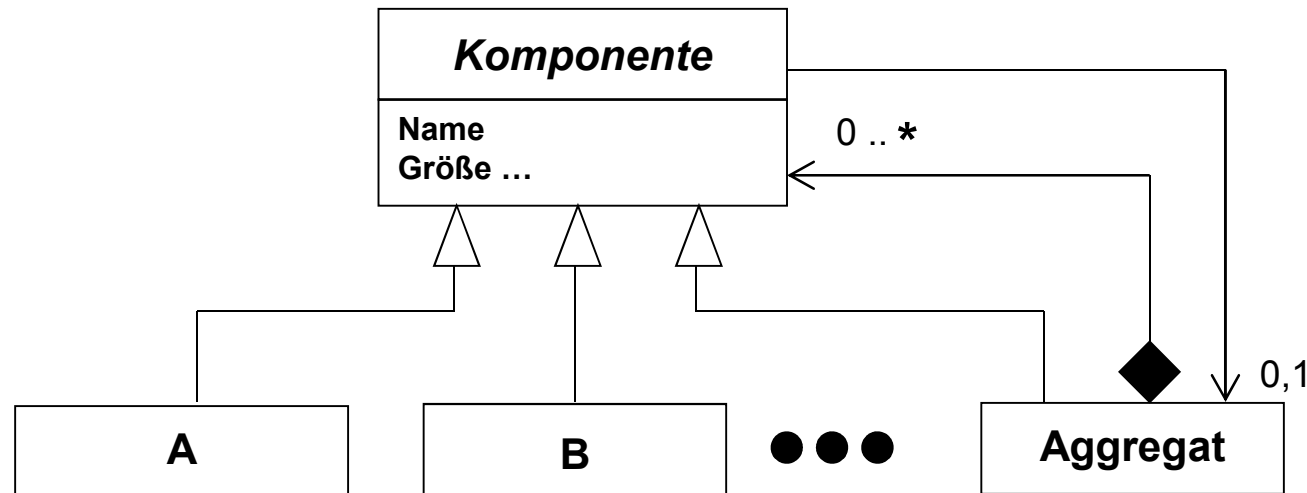 Komponente
Name
Größe ...
0 .. *
0,1
A
B
Aggregat